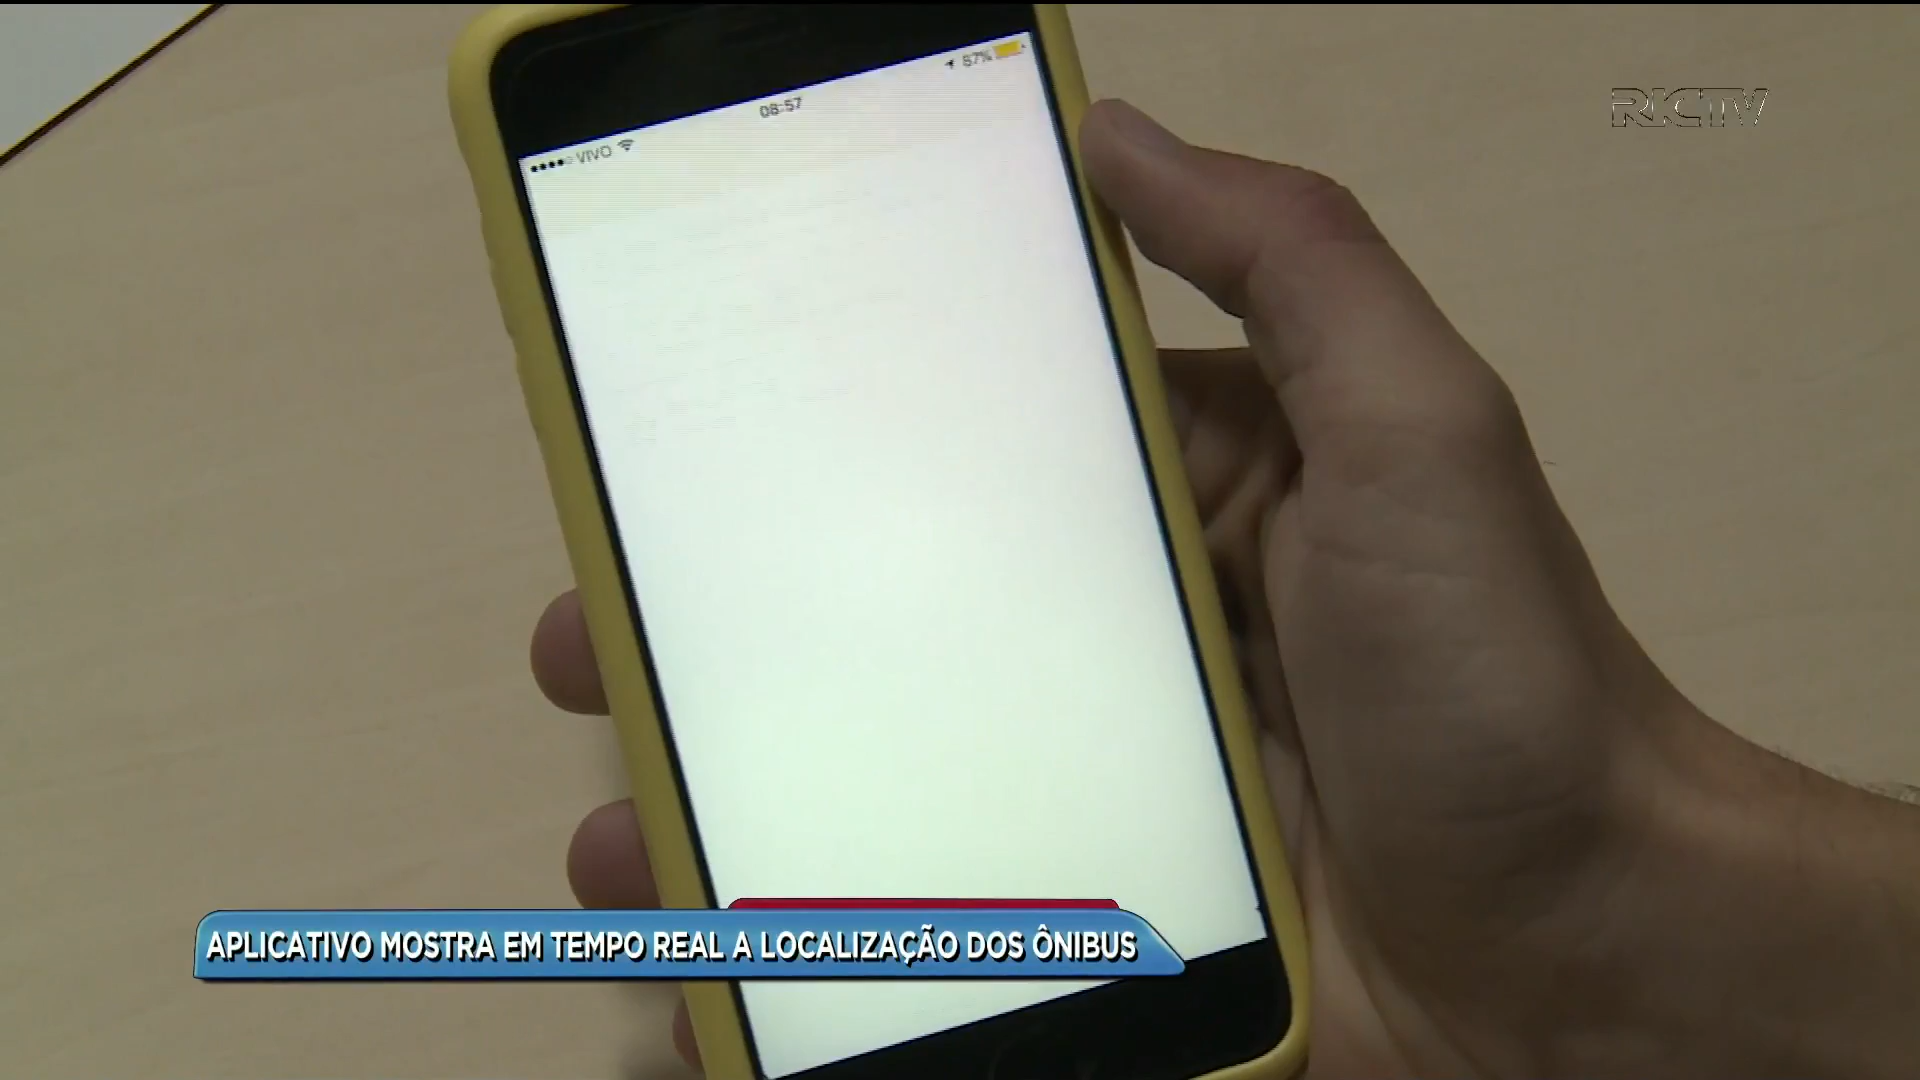 87%
08:57
VIVO
RICTV
APLICATIVO MOSTRA EM TEMPO REAL A LOCALIZAÇÃO DOS ÔNIBUS